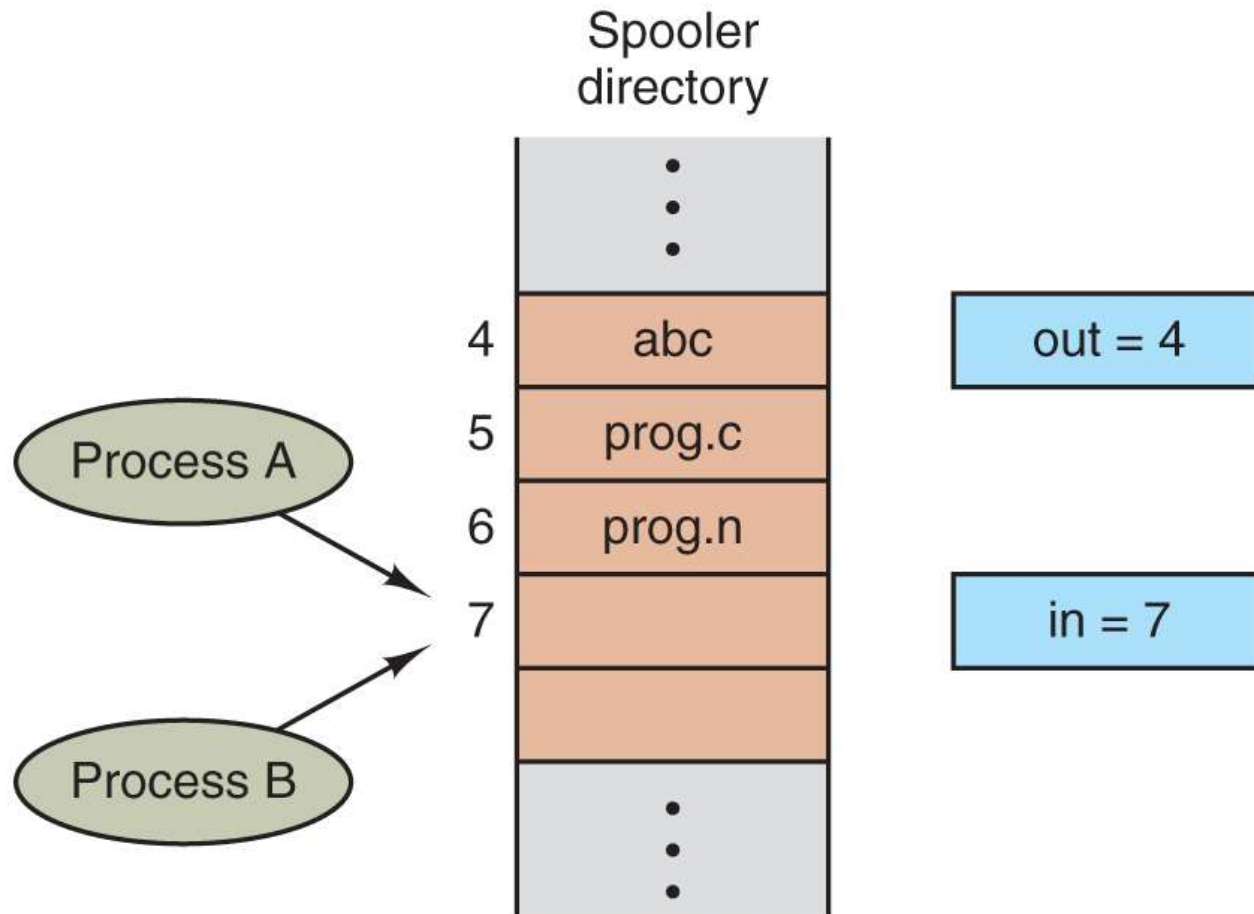 Spooler
directory
4
abc
out = 4
5
prog.c
Process A
6
prog.n
7
in = 7
Process B